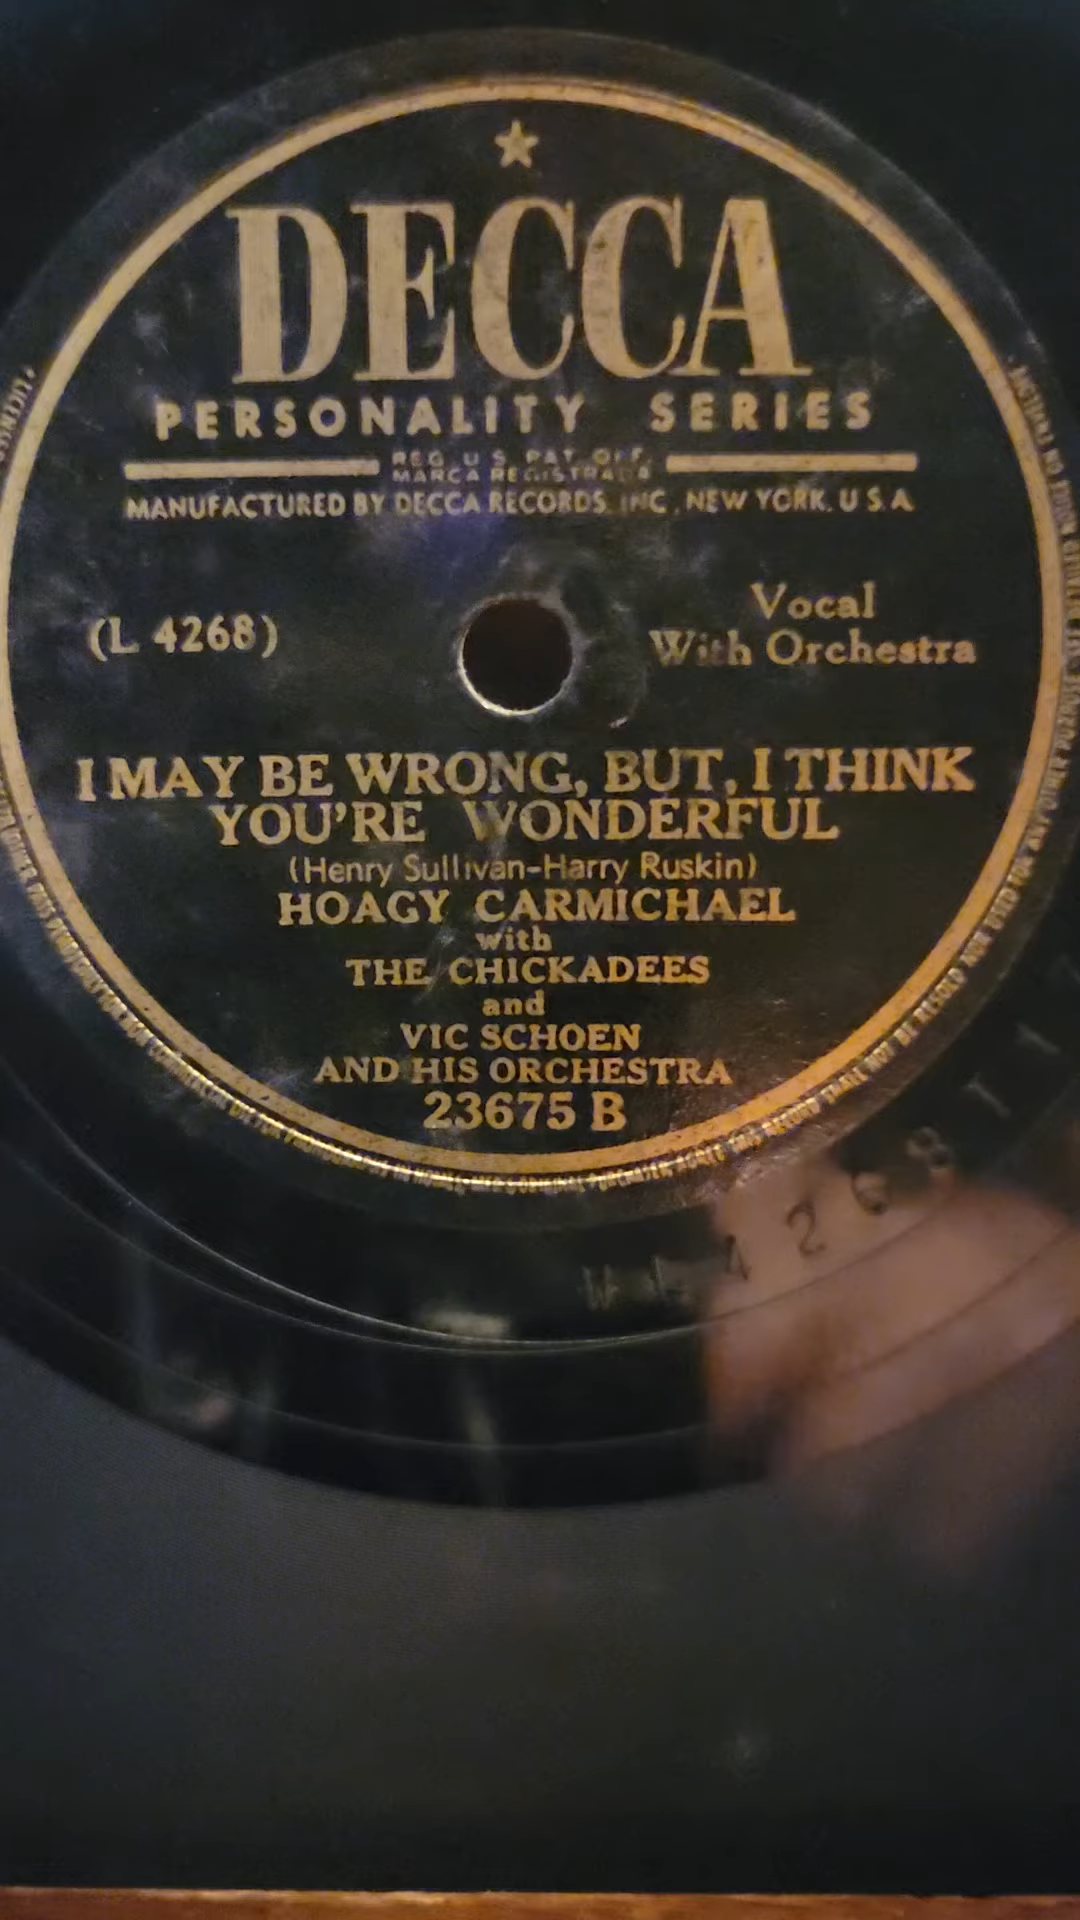 DECCA
PERSONALITY SERIES
REG. U S. PAT. OFF.
MARCA REGISTRADA
MANUFACTURED BY DECCA RECORDS, INC., NEW YORK, U S.A.
(L 4268)
Vocal
With Orchestra
I MAY BE WRONG, BUT, I THINK
YOU'RE WONDERFUL
(Henry Sullivan-Harry Ruskin)
HOAGY CARMICHAEL
with
THE CHICKADEES
and
VIC SCHOEN
AND HIS ORCHESTRA
23675 B
4268